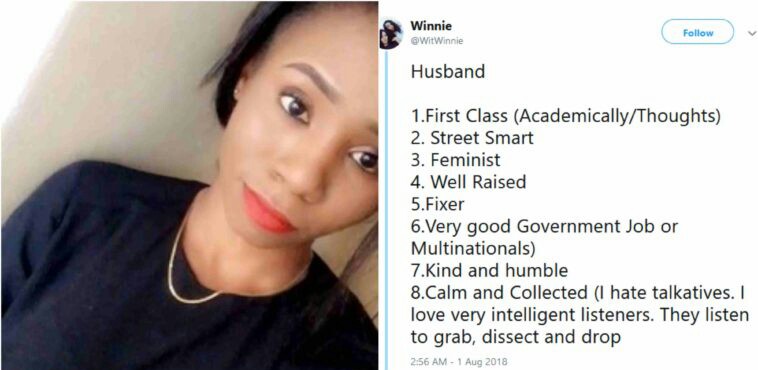 Winnie
@WitWinnie
Follow
Husband
1.First Class (Academically/Thoughts)
2. Street Smart
3. Feminist
4. Well Raised
5.Fixer
6.Very good Government Job or
Multinationals)
7.Kind and humble
8.Calm and Collected (I hate talkatives. I
love very intelligent listeners. They listen
to grab, dissect and drop
2:56 AM - 1 Aug 2018